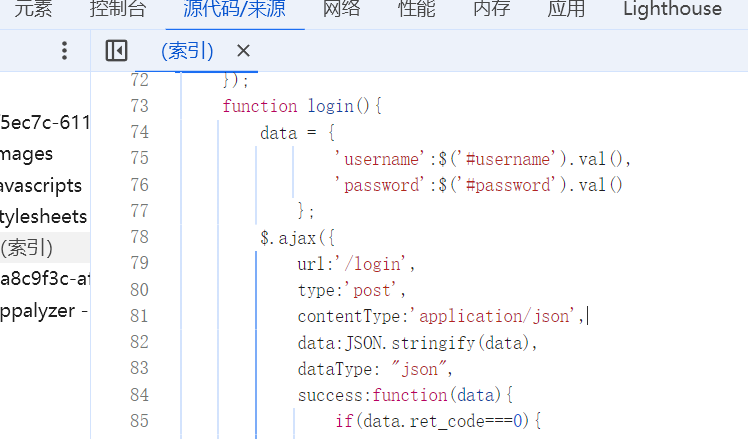 元素 控制台 源代码/来源 网络 性能 内存 应用 Lighthouse
(索引) ×
5ec7c-611
mages
avascripts
tylesheets
(索引)
a8c9f3c-at
ppalyzer -
72 });
73 function login(){
74 data = {
75 'username':$('#username').val(),
76 'password':$('#password').val()
77 };
78 $.ajax({
79 url:'/login',
80 type:'post',
81 contentType:'application/json',
82 data:JSON.stringify(data),
83 dataType: "json",
84 success:function(data){
85 if(data.ret_code===0){